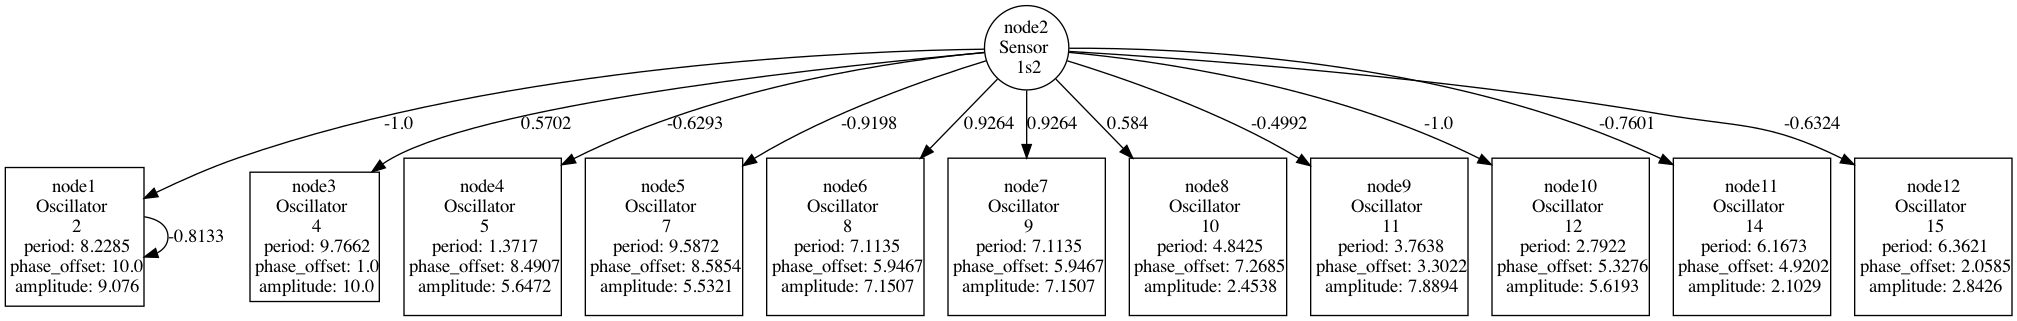 node2
Sensor
1s2
-1.0
0.5702
-0.6293
-0.9198
0.9264
0.9264
0.584
-0.4992
-1.0
-0.7601
-0.6324
node1
Oscillator
2
period: 8.2285
phase_offset: 10.0
amplitude: 9.076
-0.8133
node3
Oscillator
4
period: 9.7662
phase_offset: 1.0
amplitude: 10.0
node4
Oscillator
5
period: 1.3717
phase_offset: 8.4907
amplitude: 5.6472
node5
Oscillator
7
period: 9.5872
phase_offset: 8.5854
amplitude: 5.5321
node6
Oscillator
8
period: 7.1135
phase_offset: 5.9467
amplitude: 7.1507
node7
Oscillator
9
period: 7.1135
phase_offset: 5.9467
amplitude: 7.1507
node8
Oscillator
10
period: 4.8425
phase_offset: 7.2685
amplitude: 2.4538
node9
Oscillator
11
period: 3.7638
phase_offset: 3.3022
amplitude: 7.8894
node10
Oscillator
12
period: 2.7922
phase_offset: 5.3276
amplitude: 5.6193
node11
Oscillator
14
period: 6.1673
phase_offset: 4.9202
amplitude: 2.1029
node12
Oscillator
15
period: 6.3621
phase_offset: 2.0585
amplitude: 2.8426